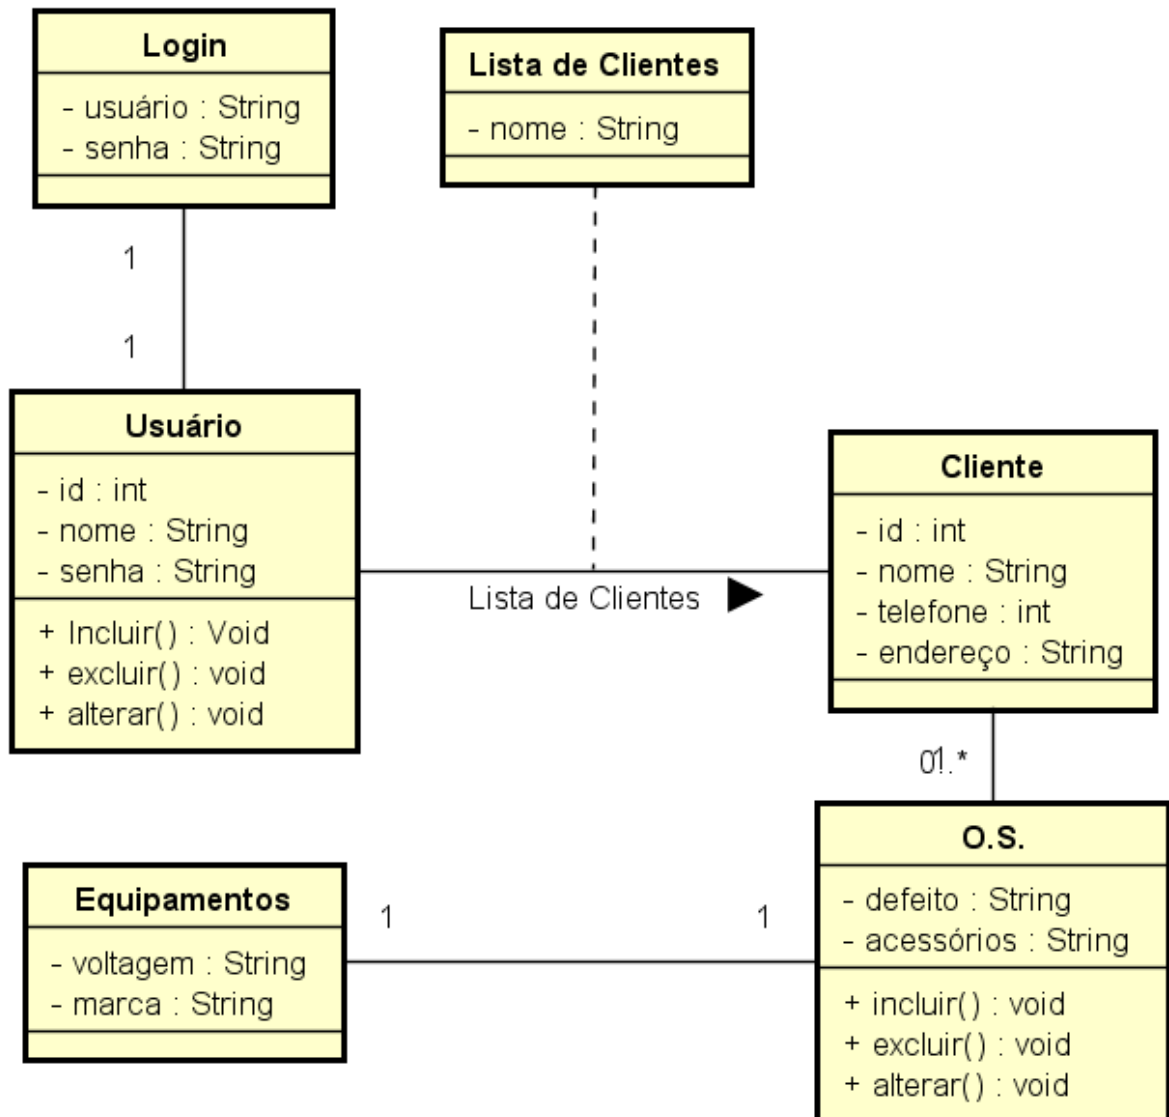 Login
- usuário : String
- senha : String
Lista de Clientes
- nome : String
1
1
Usuário
- id : int
- nome : String
- senha : String
+ Incluir() : Void
+ excluir() : void
+ alterar() : void
Lista de Clientes
Cliente
- id : int
- nome : String
- telefone : int
- endereço : String
O.S.
- defeito : String
- acessórios : String
+ incluir() : void
+ excluir() : void
+ alterar() : void
Equipamentos
- voltagem : String
- marca : String
1
1